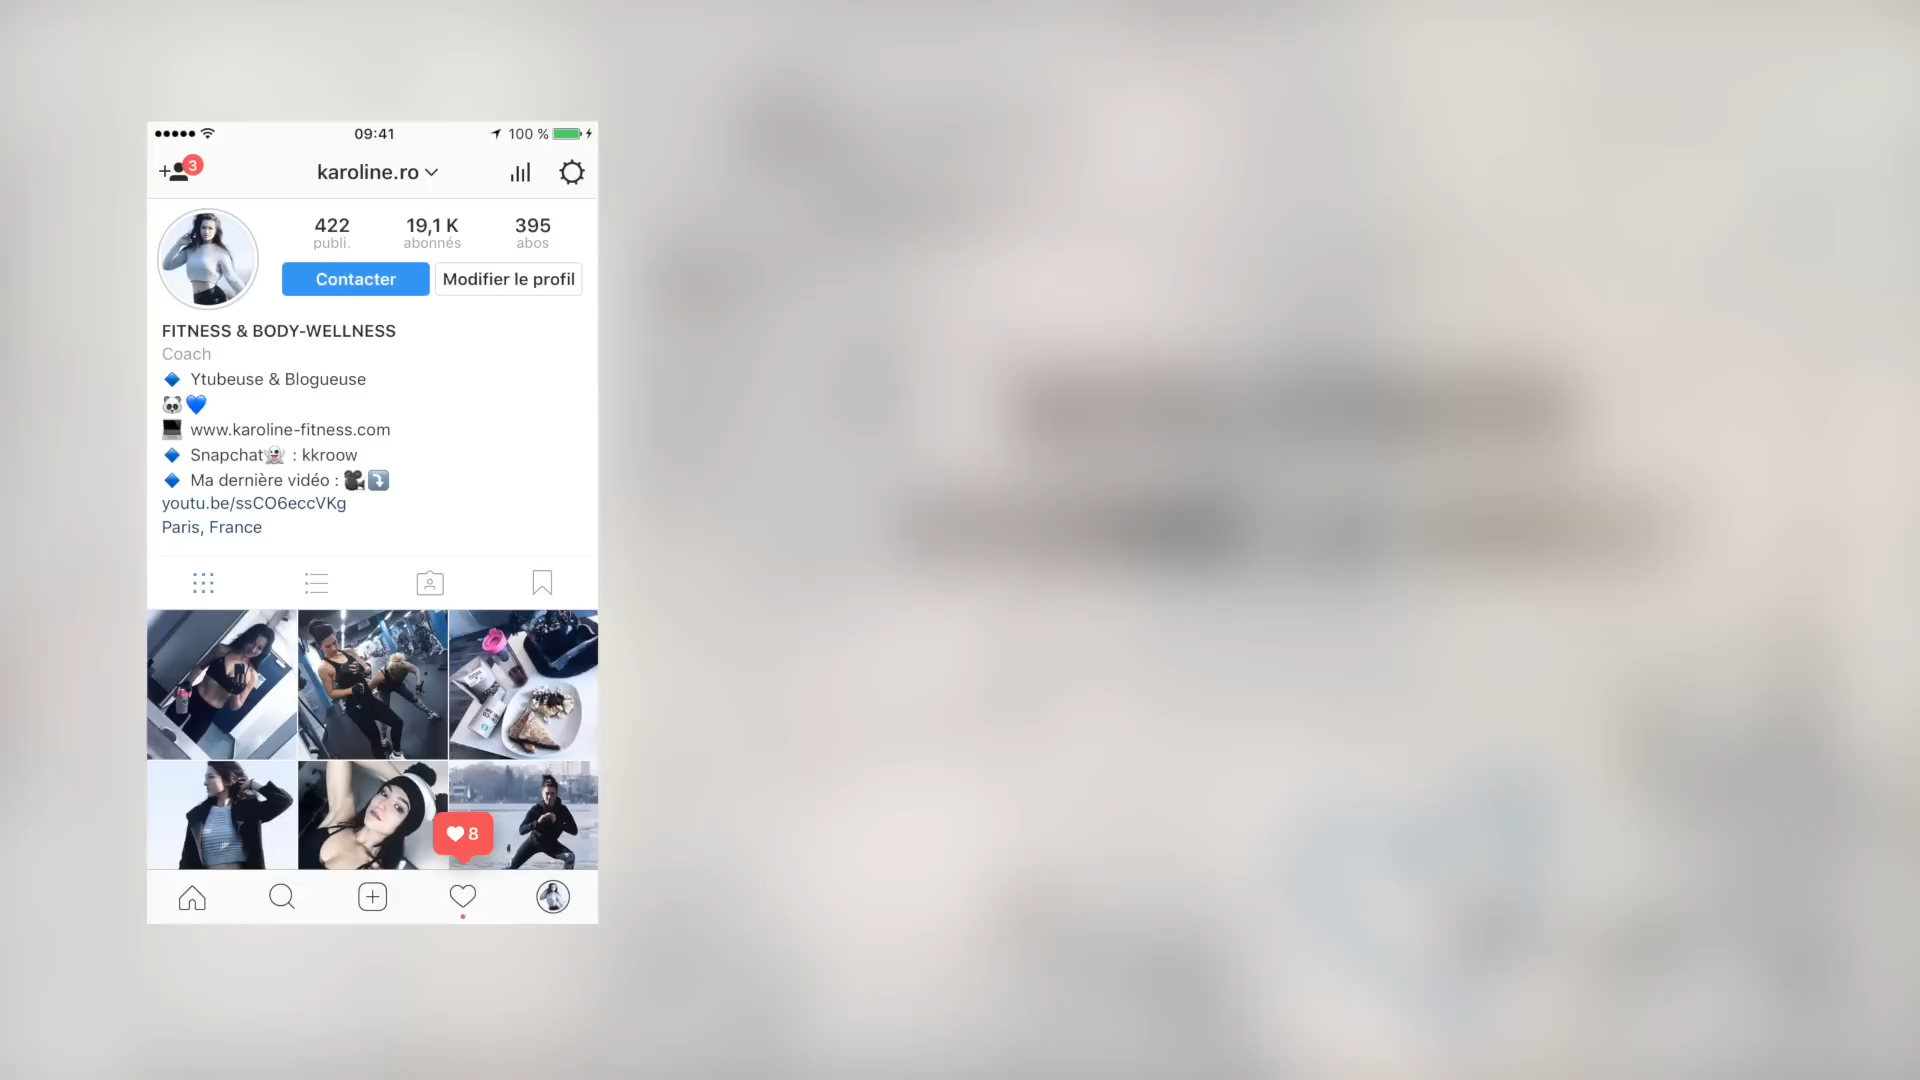 09:41
100 %
3
karoline.ro
422
19,1 K
395
publi.
abonnés
abos
Contacter
Modifier le profil
FITNESS & BODY-WELLNESS
Coach
Ytubeuse & Blogueuse
www.karoline-fitness.com
Snapchat : kkroow
Ma dernière vidéo :
youtu.be/ssCO6eccVKg
Paris, France
8